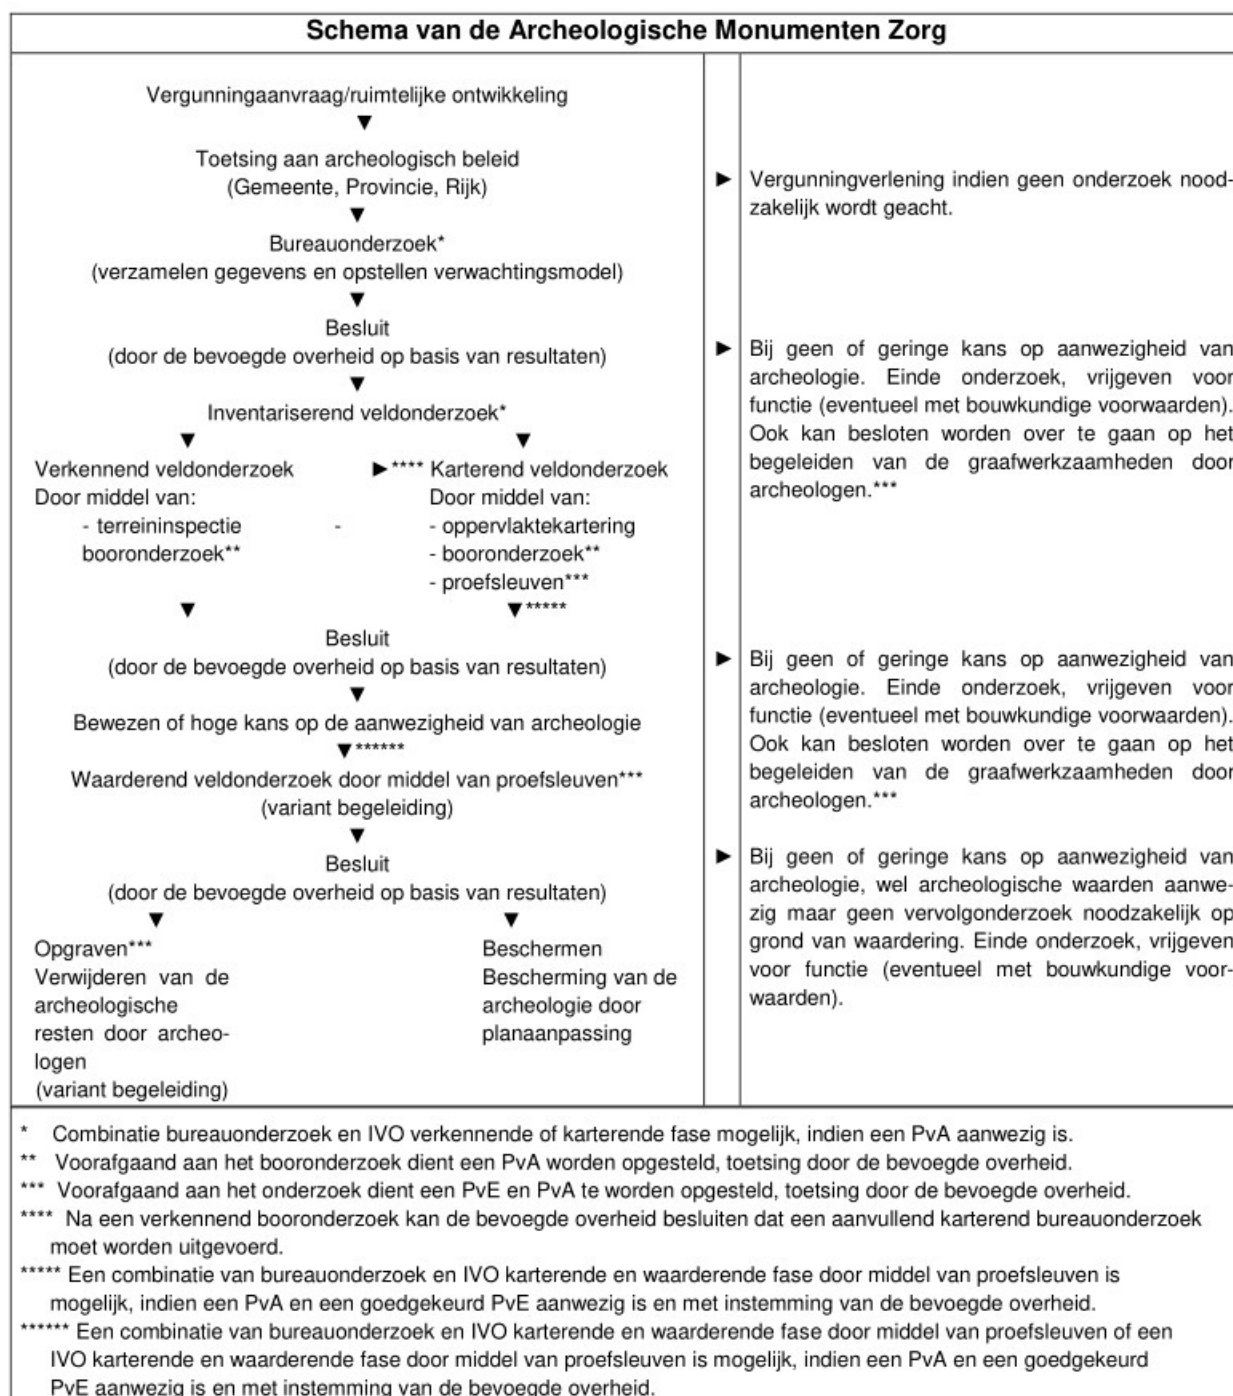 Schema van de Archeologische Monumenten Zorg
Vergunningaanvraag/ruimtelijke ontwikkeling
▼
Toetsing aan archeologisch beleid
(Gemeente, Provincie, Rijk)
▼
Bureauonderzoek*
(verzamelen gegevens en opstellen verwachtingsmodel)
▼
Besluit
(door de bevoegde overheid op basis van resultaten)
▼
Inventariserend veldonderzoek*
▼ ▼
Verkennend veldonderzoek ►**** Karterend veldonderzoek
Door middel van: Door middel van:
- terreininspectie - - oppervlaktekartering
booronderzoek** - booronderzoek**
- proefsleuven***
▼ ▼*****
Besluit
(door de bevoegde overheid op basis van resultaten)
▼
Bewezen of hoge kans op de aanwezigheid van archeologie
▼******
Waarderend veldonderzoek door middel van proefsleuven***
(variant begeleiding)
▼
Besluit
(door de bevoegde overheid op basis van resultaten)
▼ ▼
Opgraven***
Verwijderen van de
archeologische
resten door archeo-
logen
(variant begeleiding)
Beschermen
Bescherming van de
archeologie door
planaanpassing
► Vergunningverlening indien geen onderzoek nood-
zakelijk wordt geacht.
► Bij geen of geringe kans op aanwezigheid van
archeologie. Einde onderzoek, vrijgeven voor
functie (eventueel met bouwkundige voorwaarden).
Ook kan besloten worden over te gaan op het
begeleiden van de graafwerkzaamheden door
archeologen.***
► Bij geen of geringe kans op aanwezigheid van
archeologie. Einde onderzoek, vrijgeven voor
functie (eventueel met bouwkundige voorwaarden).
Ook kan besloten worden over te gaan op het
begeleiden van de graafwerkzaamheden door
archeologen.***
► Bij geen of geringe kans op aanwezigheid van
archeologie, wel archeologische waarden aanwe-
zig maar geen vervolgonderzoek noodzakelijk op
grond van waardering. Einde onderzoek, vrijgeven
voor functie (eventueel met bouwkundige voor-
waarden).
* Combinatie bureauonderzoek en IVO verkennende of karterende fase mogelijk, indien een PvA aanwezig is.
** Voorafgaand aan het booronderzoek dient een PvA worden opgesteld, toetsing door de bevoegde overheid.
*** Voorafgaand aan het onderzoek dient een PvE en PvA te worden opgesteld, toetsing door de bevoegde overheid.
**** Na een verkennend booronderzoek kan de bevoegde overheid besluiten dat een aanvullend karterend bureauonderzoek
moet worden uitgevoerd.
***** Een combinatie van bureauonderzoek en IVO karterende en waarderende fase door middel van proefsleuven is
mogelijk, indien een PvA en een goedgekeurd PvE aanwezig is en met instemming van de bevoegde overheid.
****** Een combinatie van bureauonderzoek en IVO karterende en waarderende fase door middel van proefsleuven of een
IVO karterende en waarderende fase door middel van proefsleuven is mogelijk, indien een PvA en een goedgekeurd
PvE aanwezig is en met instemming van de bevoegde overheid.